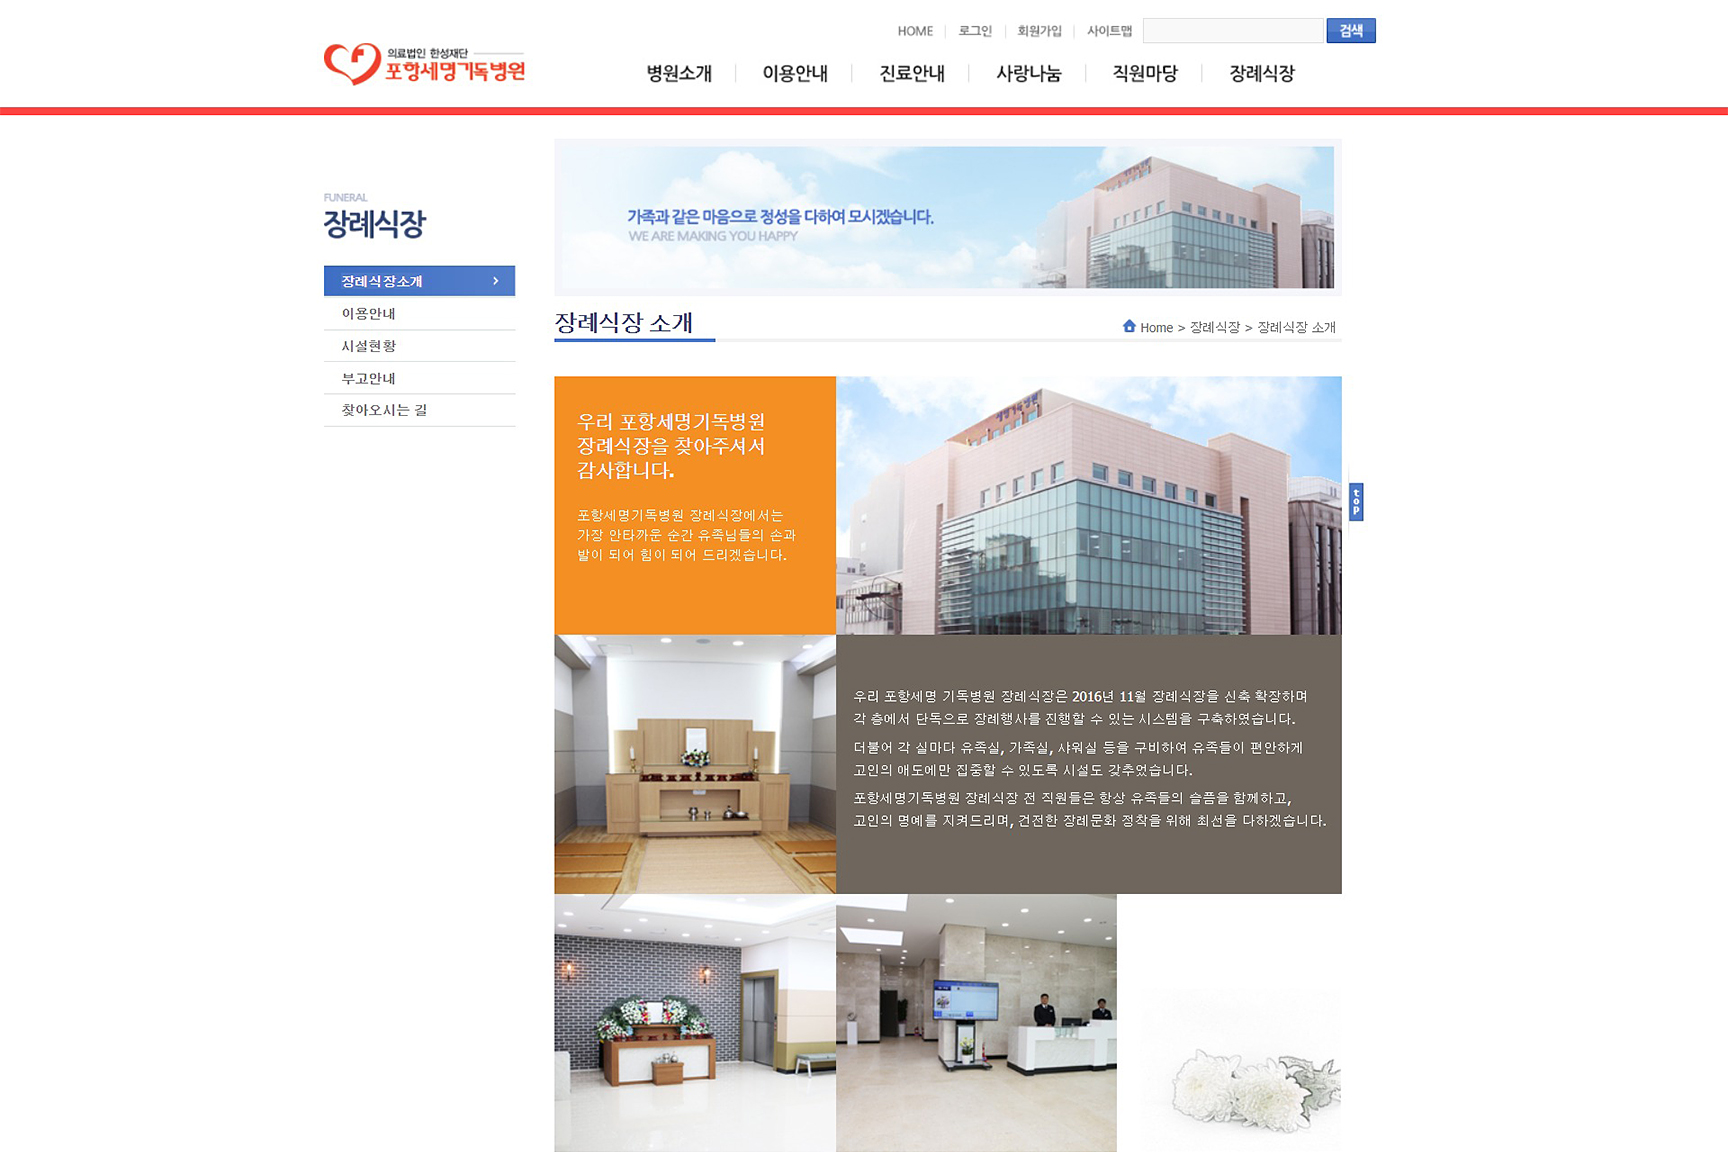 HOME
로그인
회원가입
사이트맵
검색
의료법인 한성재단
포항세명기독병원
병원소개
이용안내
진료안내
사랑나눔
직원마당
장례식장
FUNERAL
장례식장
장례식장소개
이용안내
시설현황
부고안내
찾아오시는 길
가족과 같은 마음으로 정성을 다하여 모시겠습니다.
WE ARE MAKING YOU HAPPY
장례식장 소개
Home > 장례식장 > 장례식장 소개
우리 포항세명기독병원
장례식장을 찾아주셔서
감사합니다.
포항세명기독병원 장례식장에서는
가장 안타까운 순간 유족님들의 손과
발이 되어 힘이 되어 드리겠습니다.
top
우리 포항세명 기독병원 장례식장은 2016년 11월 장례식장을 신축 확장하며
각 층에서 단독으로 장례행사를 진행할 수 있는 시스템을 구축하였습니다.
더불어 각 실마다 유족실, 가족실, 샤워실 등을 구비하여 유족들이 편안하게
고인의 애도에만 집중할 수 있도록 시설도 갖추었습니다.
포항세명기독병원 장례식장 전 직원들은 항상 유족들의 슬픔을 함께하고,
고인의 명예를 지켜드리며, 건전한 장례문화 정착을 위해 최선을 다하겠습니다.